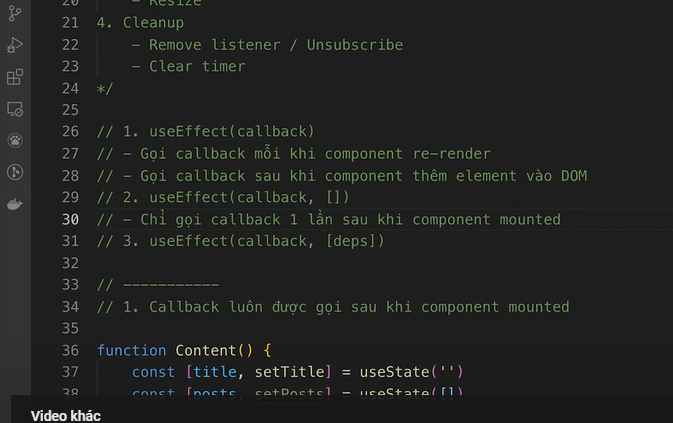 20 - Resize
21 4. Cleanup
22 - Remove listener / Unsubscribe
23 - Clear timer
24 */
25
26 // 1. useEffect(callback)
27 // - Gọi callback mỗi khi component re-render
28 // - Gọi callback sau khi component thêm element vào DOM
29 // 2. useEffect(callback, [])
30 // - Chỉ gọi callback 1 lần sau khi component mounted
31 // 3. useEffect(callback, [deps])
32
33 // -----------
34 // 1. Callback luôn được gọi sau khi component mounted
35
36 function Content() {
37 const [title, setTitle] = useState('')
38 const [posts, setPosts] = useState([])
Video khác